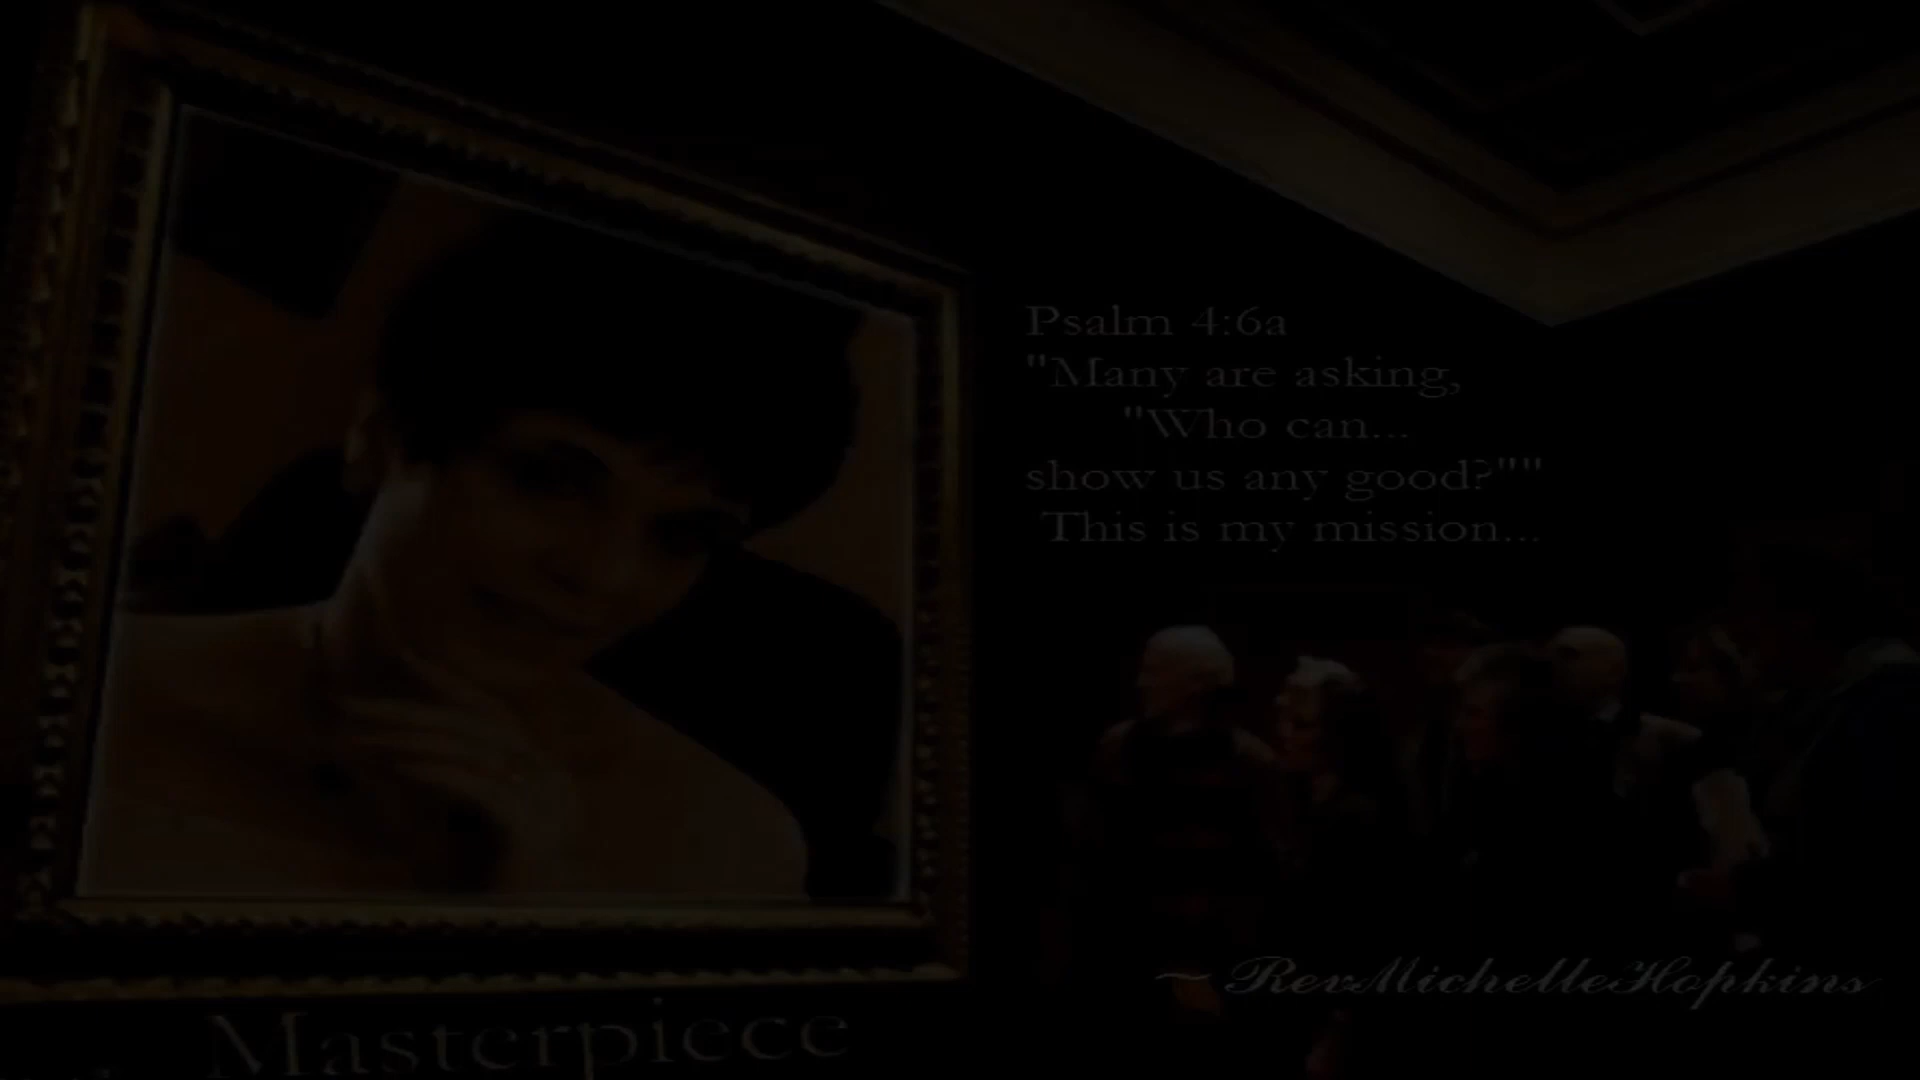 Psalm 4:6a
"Many are asking,
"Who can...
show us any good?""
This is my mission...
~ RevMichelleHopkins
Masterpiece